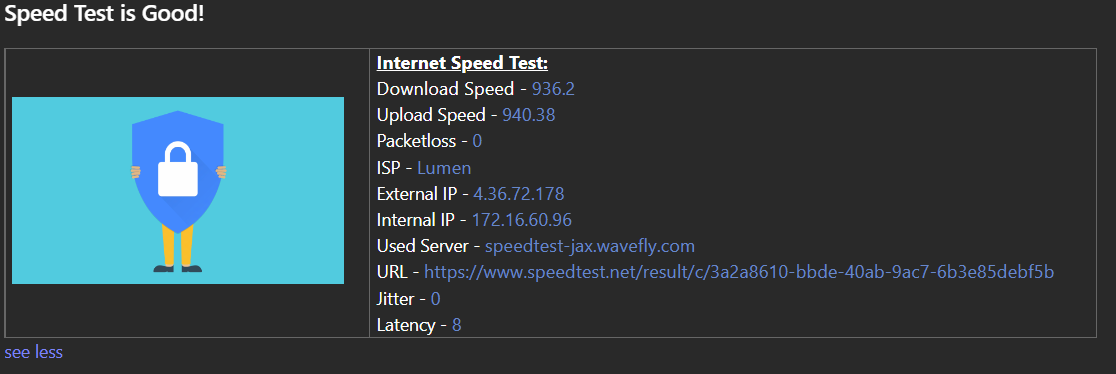 Speed Test is Good!
Internet Speed Test:
Download Speed - 936.2
Upload Speed - 940.38
Packetloss - 0
ISP - Lumen
External IP - 4.36.72.178
Internal IP - 172.16.60.96
Used Server - speedtest-jax.wavefly.com
URL - https://www.speedtest.net/result/c/3a2a8610-bbde-40ab-9ac7-6b3e85debf5b
Jitter - 0
Latency - 8
see less